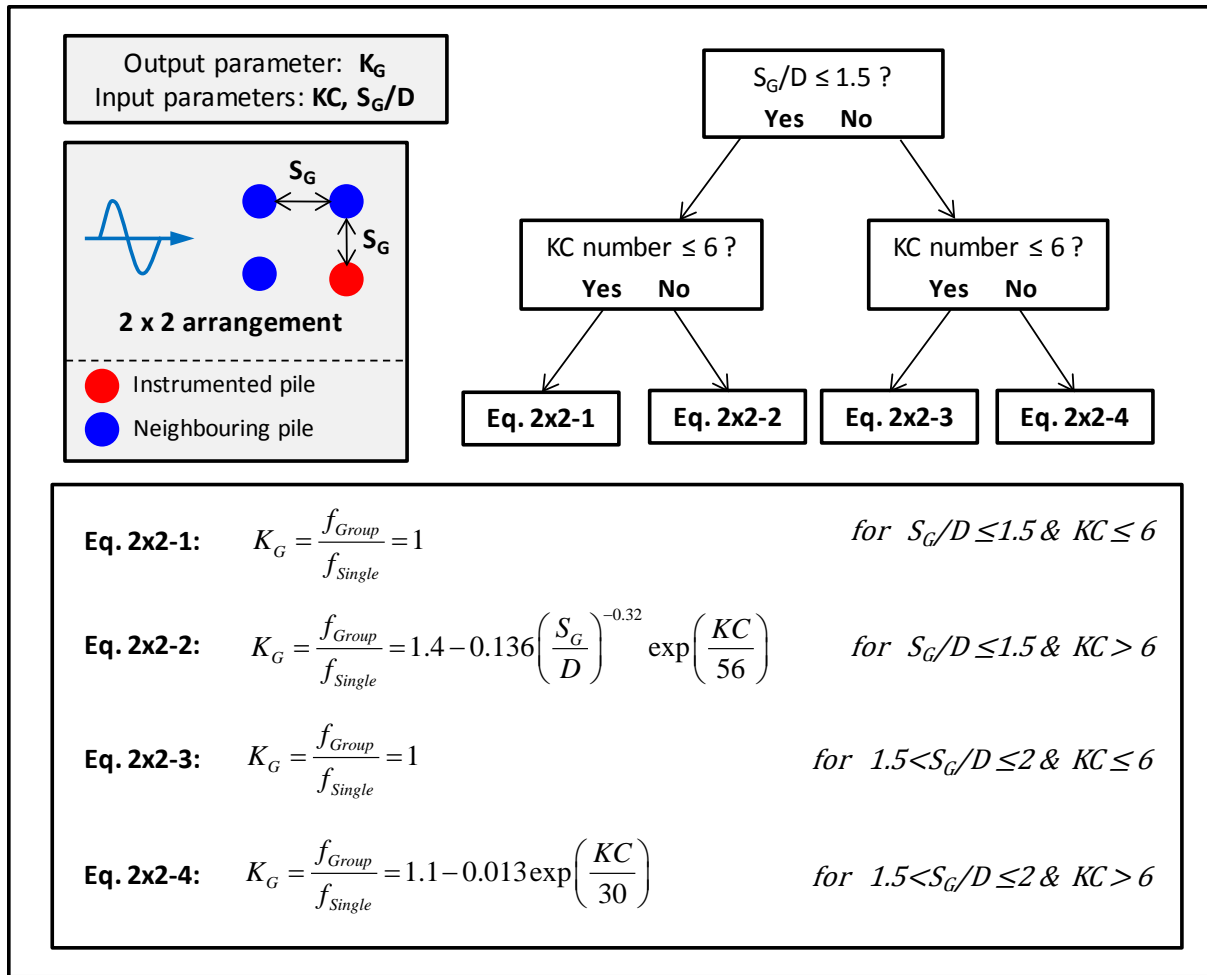 Output parameter: K_G
Input parameters: KC, S_G/D
S_G
S_G
2 x 2 arrangement
Instrumented pile
Neighbouring pile
S_G/D ≤ 1.5 ?
Yes No
KC number ≤ 6 ?
Yes No
KC number ≤ 6 ?
Yes No
Eq. 2x2-1
Eq. 2x2-2
Eq. 2x2-3
Eq. 2x2-4
Eq. 2x2-1: K_G = f_Group / f_Single = 1 for S_G/D ≤1.5 & KC ≤ 6
Eq. 2x2-2: K_G = f_Group / f_Single = 1.4 − 0.136 (S_G / D)^−0.32 exp(KC / 56) for S_G/D ≤1.5 & KC > 6
Eq. 2x2-3: K_G = f_Group / f_Single = 1 for 1.5<S_G/D ≤2 & KC ≤ 6
Eq. 2x2-4: K_G = f_Group / f_Single = 1.1 − 0.013 exp(KC / 30) for 1.5<S_G/D ≤2 & KC > 6